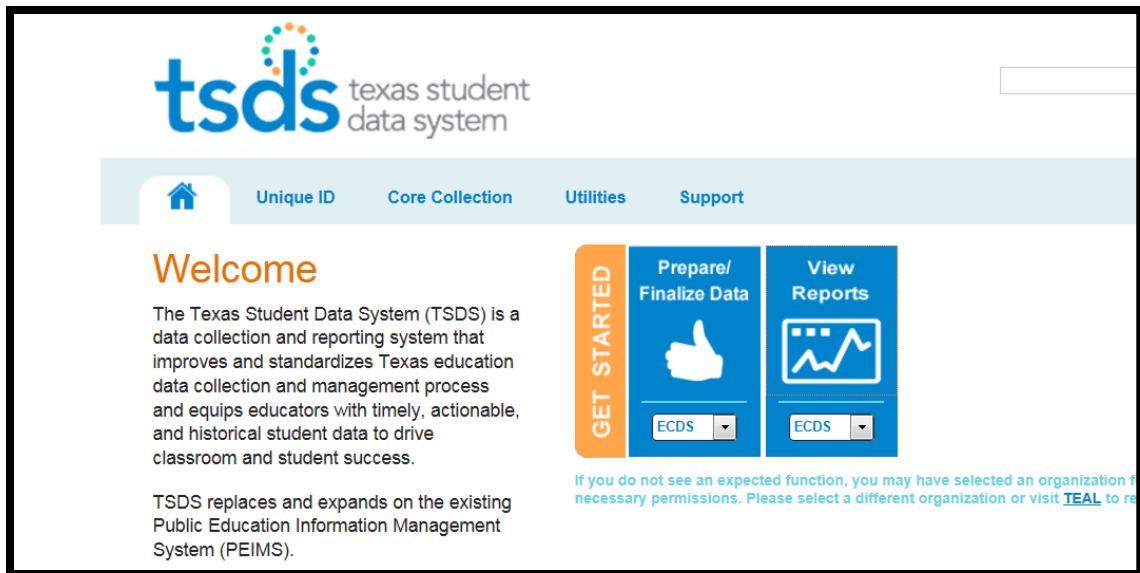 tsds texas student
data system
Unique ID Core Collection Utilities Support
Welcome
The Texas Student Data System (TSDS) is a
data collection and reporting system that
improves and standardizes Texas education
data collection and management process
and equips educators with timely, actionable,
and historical student data to drive
classroom and student success.
TSDS replaces and expands on the existing
Public Education Information Management
System (PEIMS).
GET STARTED
Prepare/
Finalize Data
ECDS
View
Reports
ECDS
If you do not see an expected function, you may have selected an organization
necessary permissions. Please select a different organization or visit TEAL to